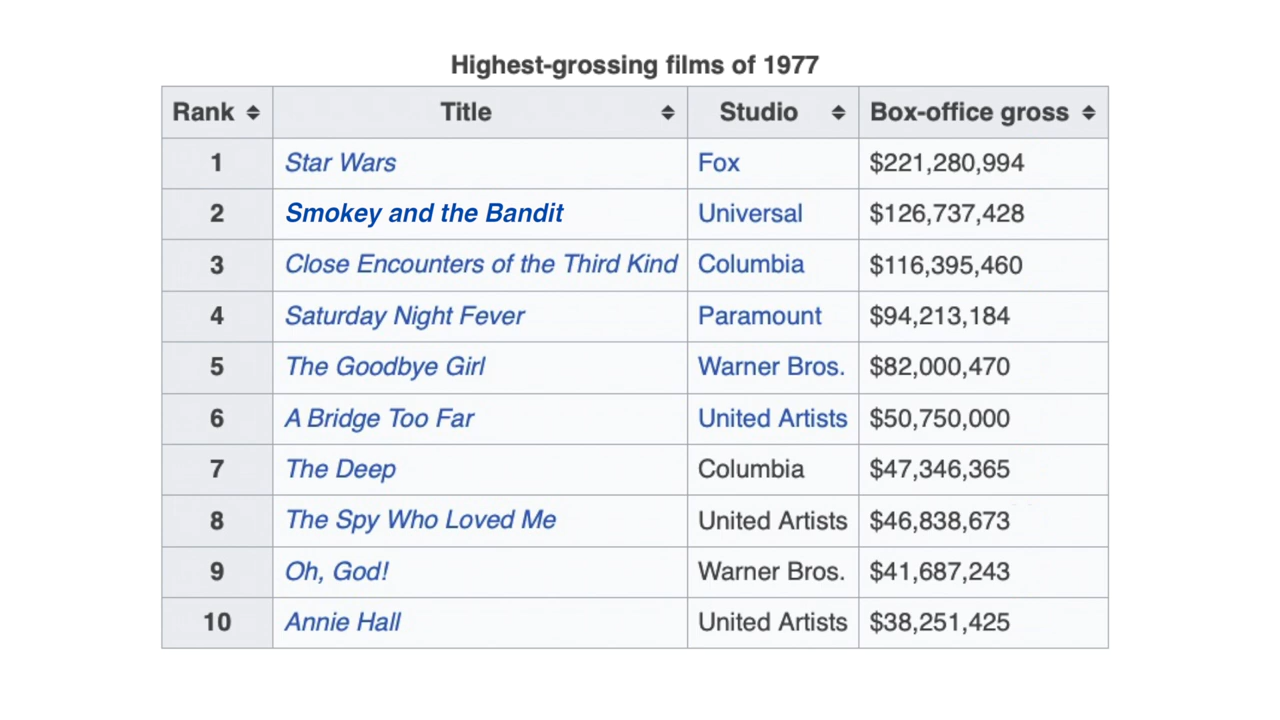 Highest-grossing films of 1977
Rank Title Studio Box-office gross
1 Star Wars Fox $221,280,994
2 Smokey and the Bandit Universal $126,737,428
3 Close Encounters of the Third Kind Columbia $116,395,460
4 Saturday Night Fever Paramount $94,213,184
5 The Goodbye Girl Warner Bros. $82,000,470
6 A Bridge Too Far United Artists $50,750,000
7 The Deep Columbia $47,346,365
8 The Spy Who Loved Me United Artists $46,838,673
9 Oh, God! Warner Bros. $41,687,243
10 Annie Hall United Artists $38,251,425